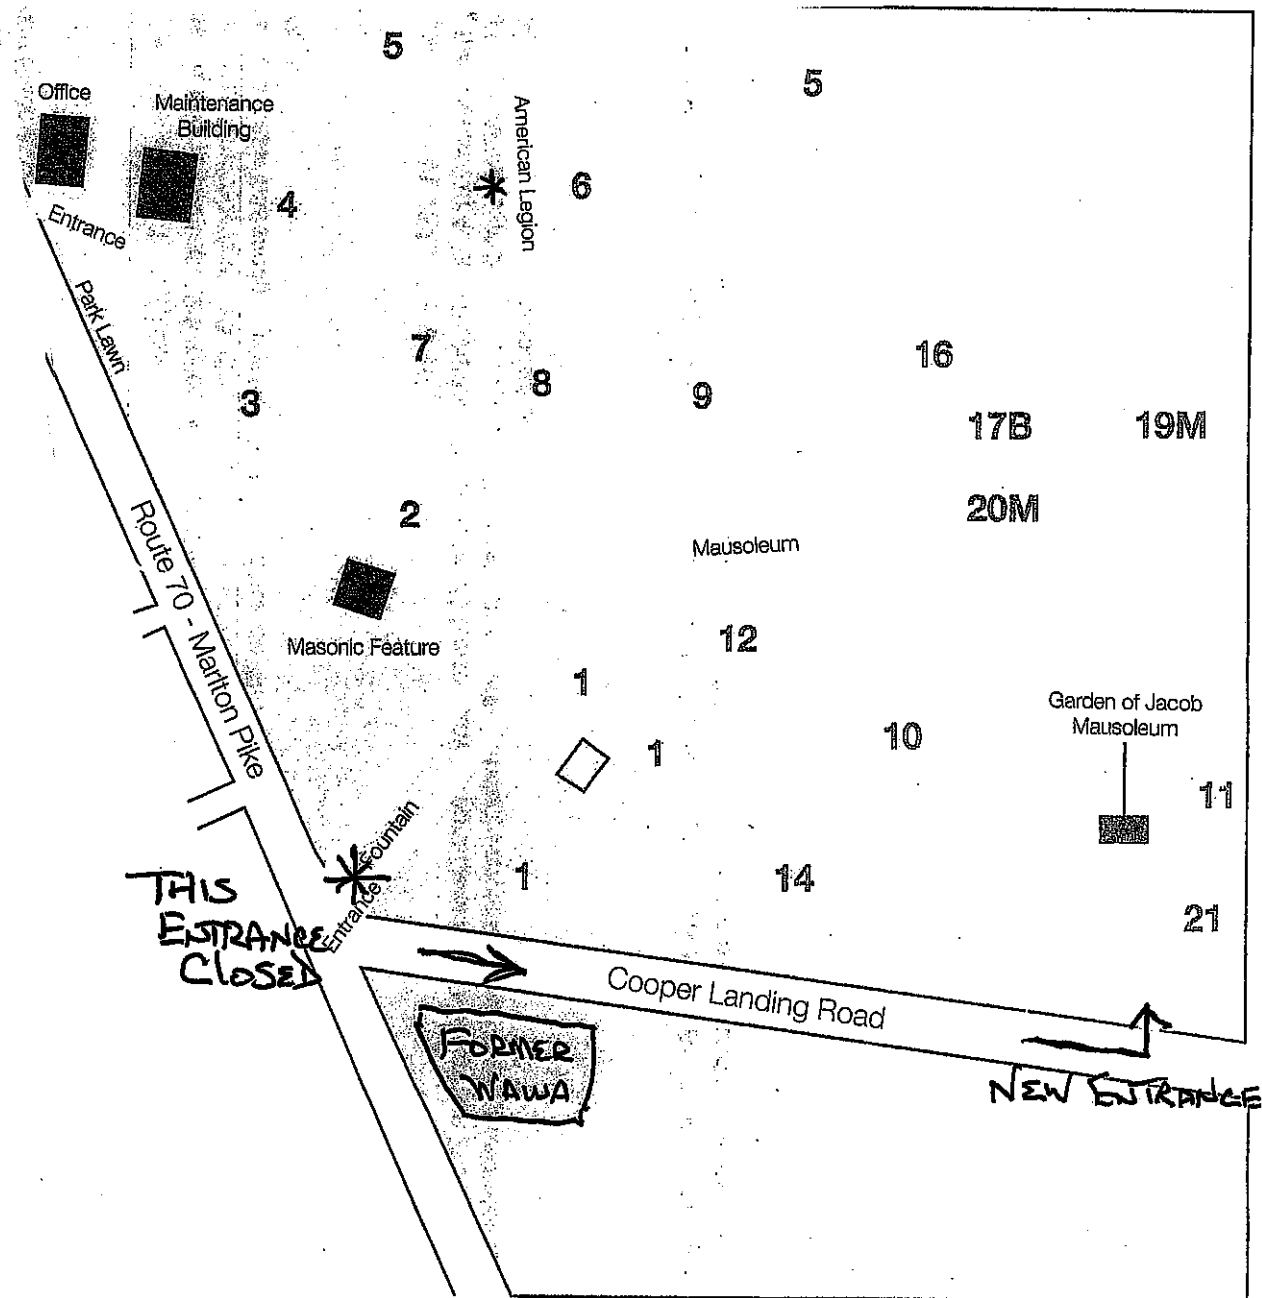 5
5
Office
Maintenance
Building
American Legion
6
4
Entrance
Park Lawn
7
16
8
9
3
17B
19M
20M
2
Route 70 - Marlton Pike
Mausoleum
12
Masonic Feature
1
Garden of Jacob
Mausoleum
10
1
11
Entrance Fountain
1
14
THIS
ENTRANCE
CLOSED
21
Cooper Landing Road
FORMER
WAWA
NEW ENTRANCE